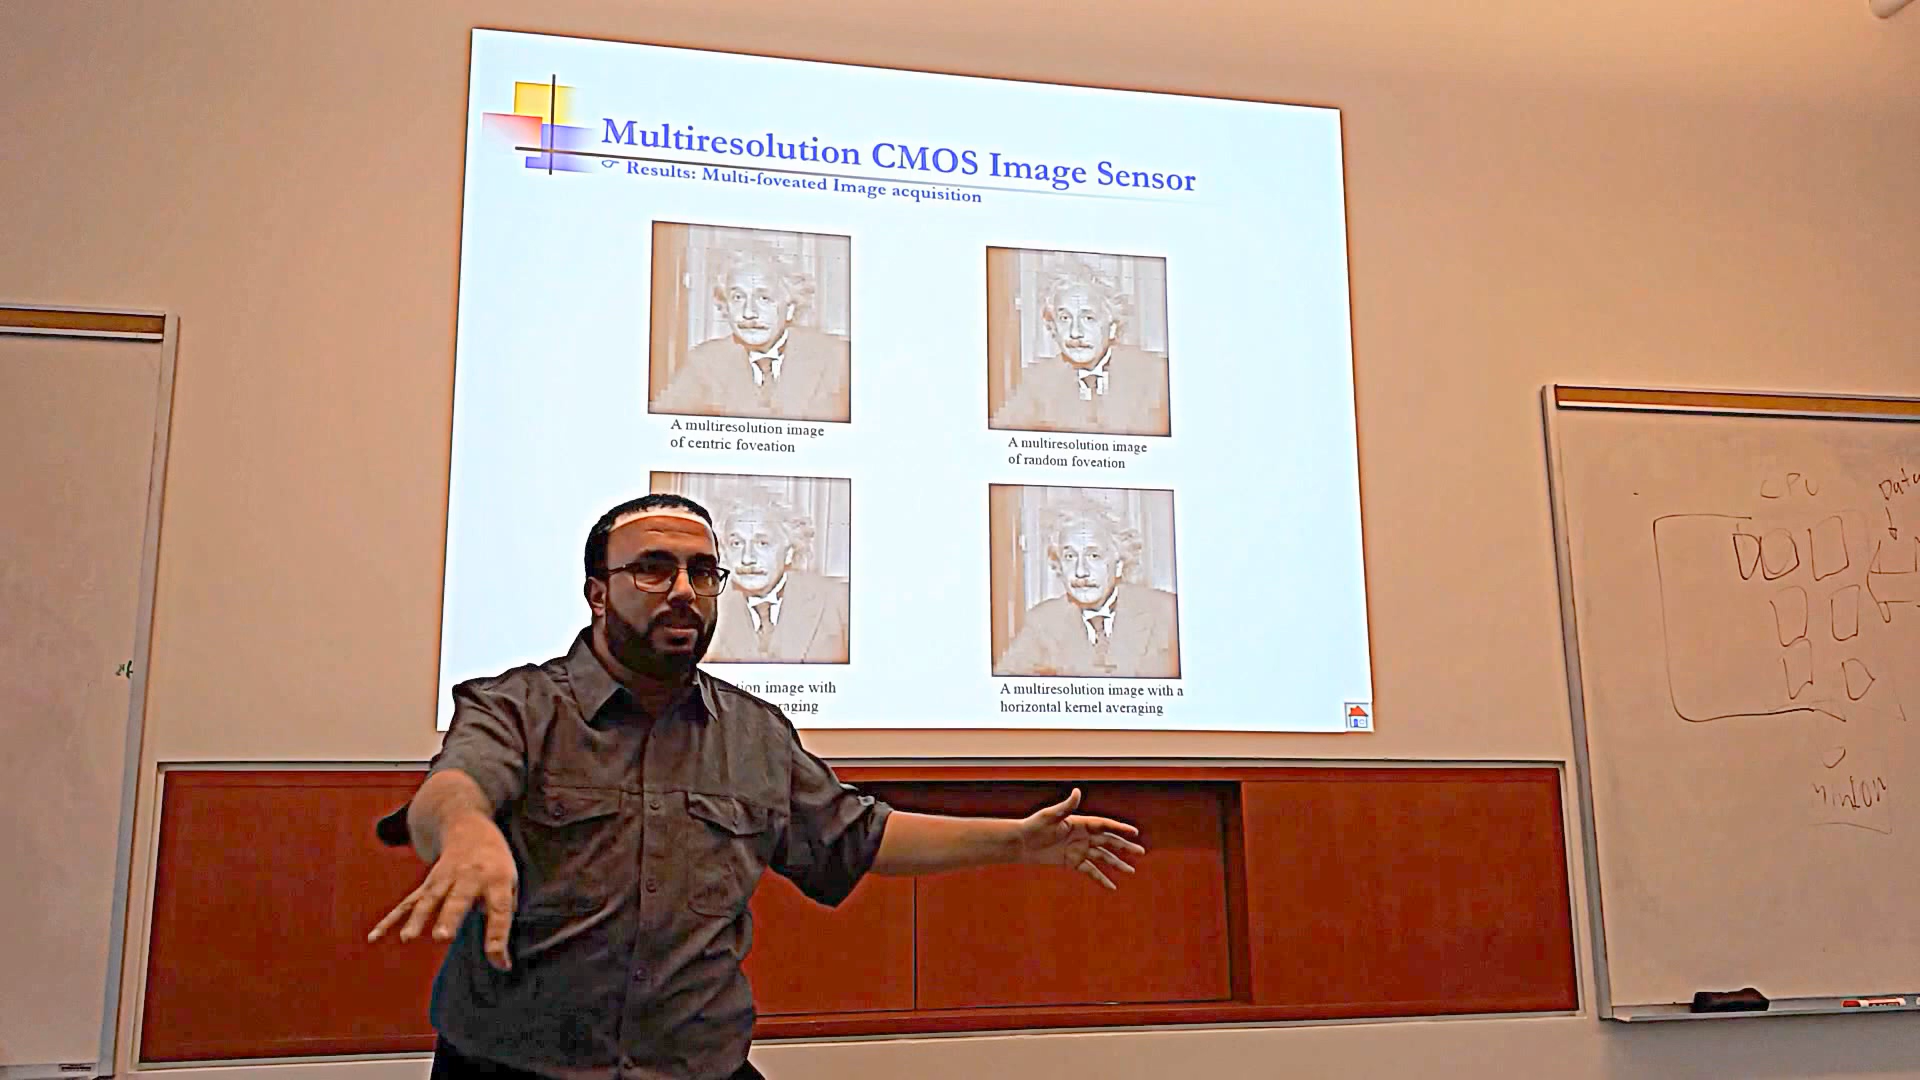 Multiresolution CMOS Image Sensor
☞ Results: Multi-foveated Image acquisition
A multiresolution image
of centric foveation
A multiresolution image
of random foveation
image with
A multiresolution image with a
horizontal kernel averaging
CPU
Data